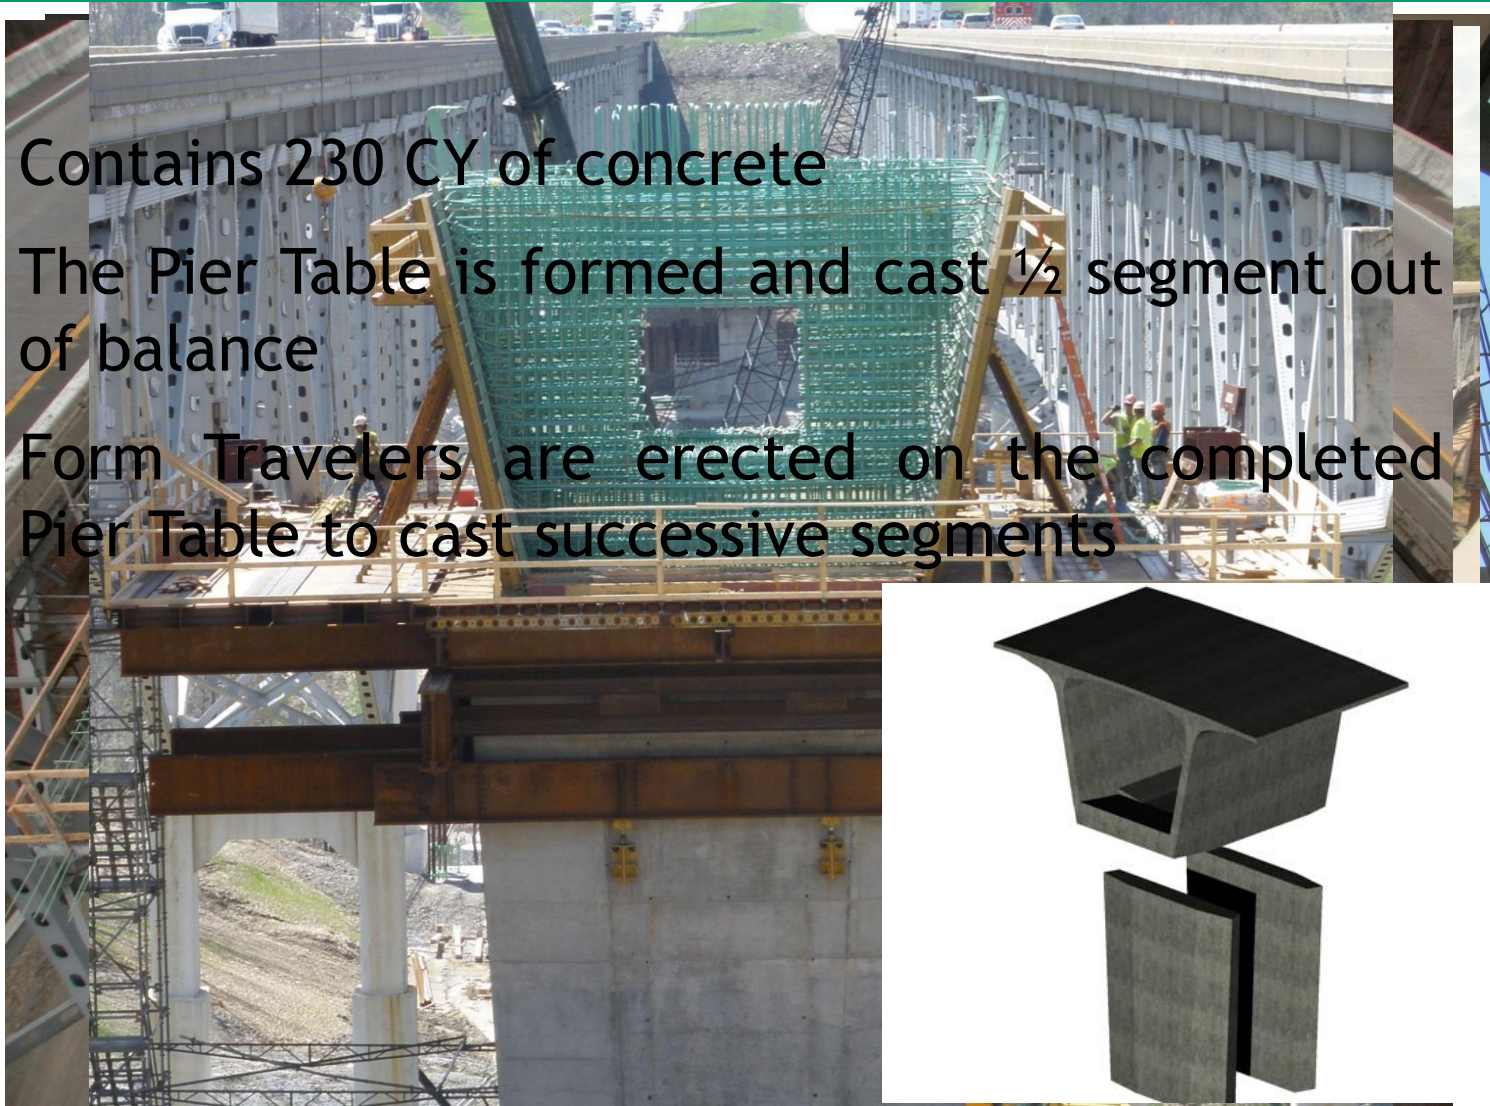 Contains 230 CY of concrete
The Pier Table is formed and cast ½ segment out
of balance
Form Travelers are erected on the completed
Pier Table to cast successive segments